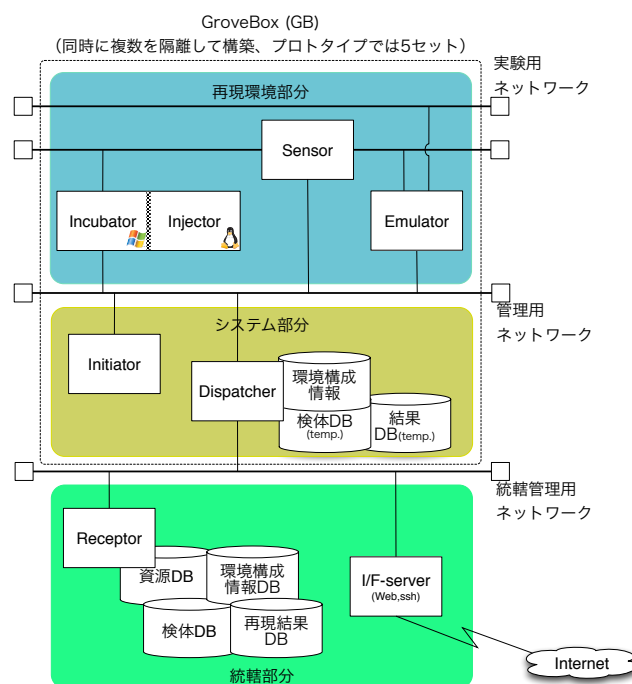 GroveBox (GB)
(同時に複数を隔離して構築、プロトタイプでは5セット)
実験用
ネットワーク
再現環境部分
Sensor
Incubator
Injector
Emulator
管理用
ネットワーク
システム部分
Initiator
Dispatcher
環境構成
情報
検体DB
(temp.)
結果
DB(temp.)
統轄管理用
ネットワーク
Receptor
資源DB
環境構成
情報DB
検体DB
再現結果
DB
I/F-server
(Web,ssh)
Internet
統轄部分